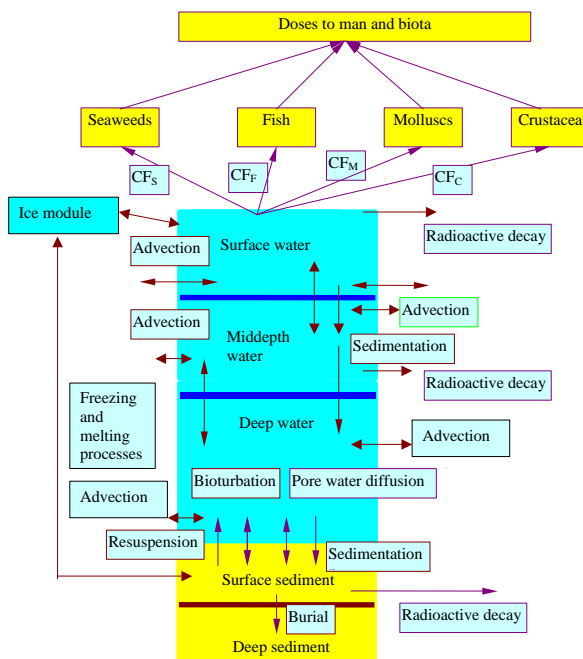 Doses to man and biota
Seaweeds
Fish
Molluscs
Crustacea
CFS
CFF
CFM
CFC
Ice module
Surface water
Radioactive decay
Advection
Advection
Advection
Middepth
water
Sedimentation
Radioactive decay
Freezing
and
melting
processes
Deep water
Advection
Bioturbation
Pore water diffusion
Advection
Resuspension
Sedimentation
Surface sediment
Burial
Radioactive decay
Deep sediment